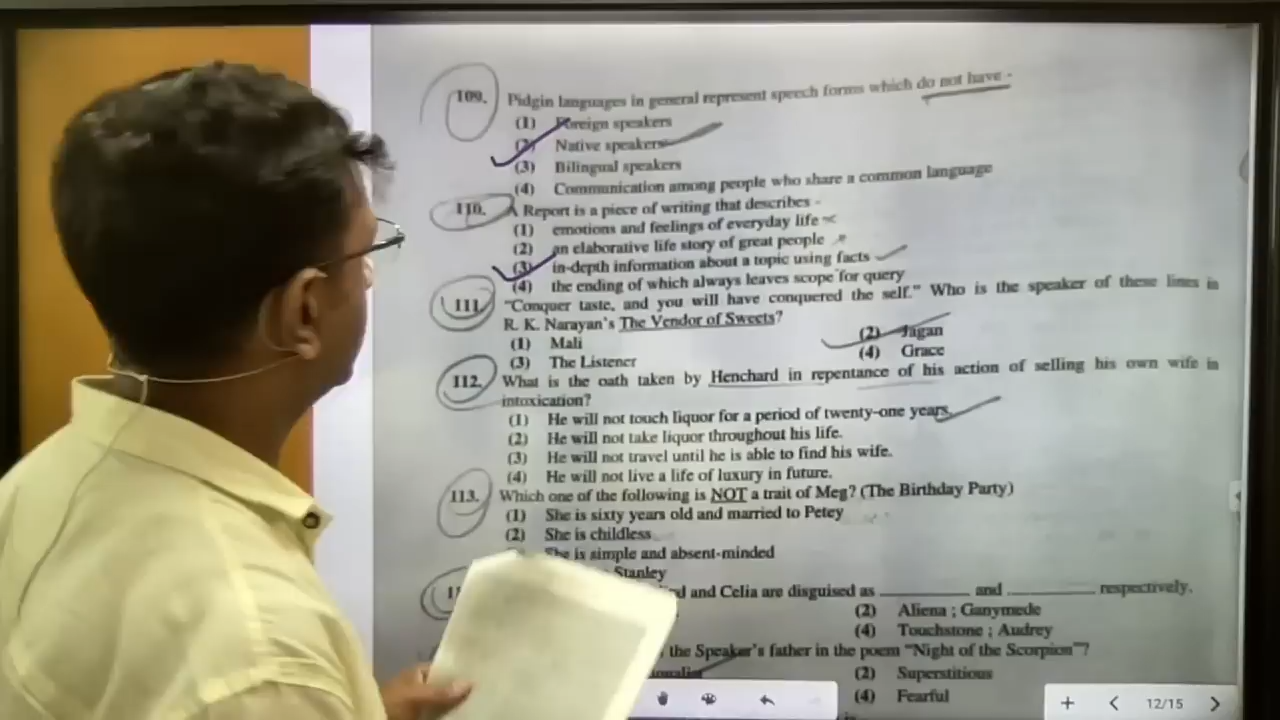 109. Pidgin languages in general represent speech forms which do not have -
(1) Foreign speakers
(2) Native speakers
(3) Bilingual speakers
(4) Communication among people who share a common language
110. A Report is a piece of writing that describes -
(1) emotions and feelings of everyday life
(2) an elaborative life story of great people
(3) in-depth information about a topic using facts
(4) the ending of which always leaves scope for query
111. "Conquer taste, and you will have conquered the self." Who is the speaker of these lines in
R. K. Narayan's The Vendor of Sweets?
(1) Mali (2) Jagan
(3) The Listener (4) Grace
112. What is the oath taken by Henchard in repentance of his action of selling his own wife in
intoxication?
(1) He will not touch liquor for a period of twenty-one years.
(2) He will not take liquor throughout his life.
(3) He will not travel until he is able to find his wife.
(4) He will not live a life of luxury in future.
113. Which one of the following is NOT a trait of Meg? (The Birthday Party)
(1) She is sixty years old and married to Petey
(2) She is childless
She is simple and absent-minded
Stanley
and Celia are disguised as ________ and ________ respectively.
(2) Aliena ; Ganymede
(4) Touchstone ; Audrey
the Speaker's father in the poem "Night of the Scorpion"?
(2) Superstitious
(4) Fearful
12/15